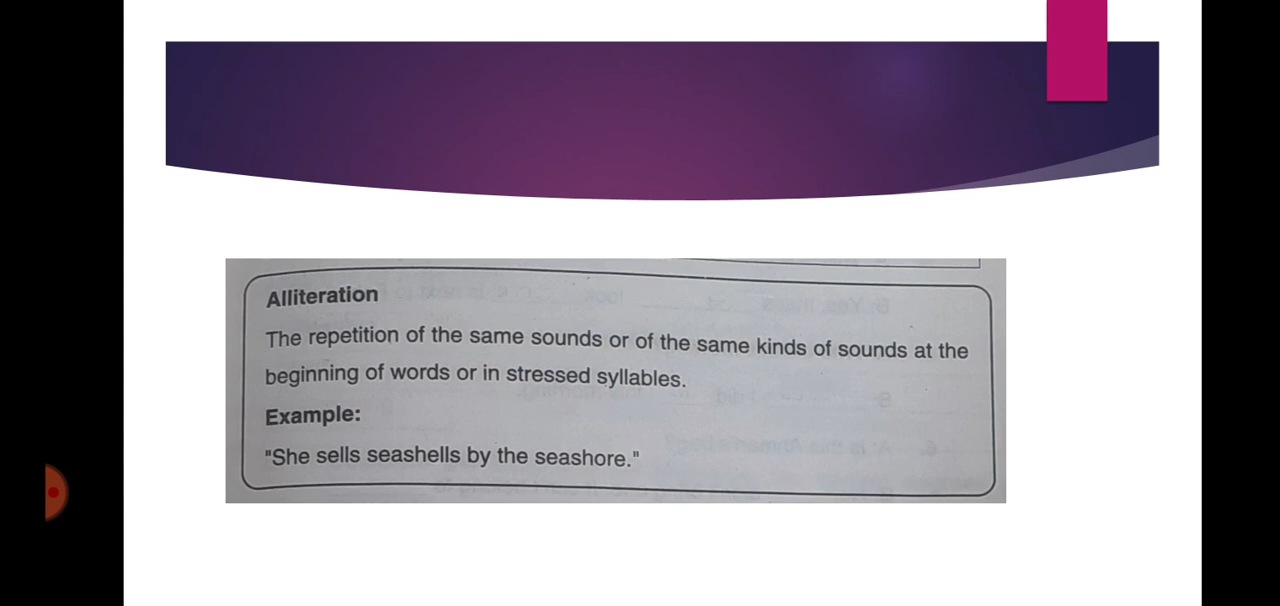 Alliteration
The repetition of the same sounds or of the same kinds of sounds at the
beginning of words or in stressed syllables.
Example:
"She sells seashells by the seashore."